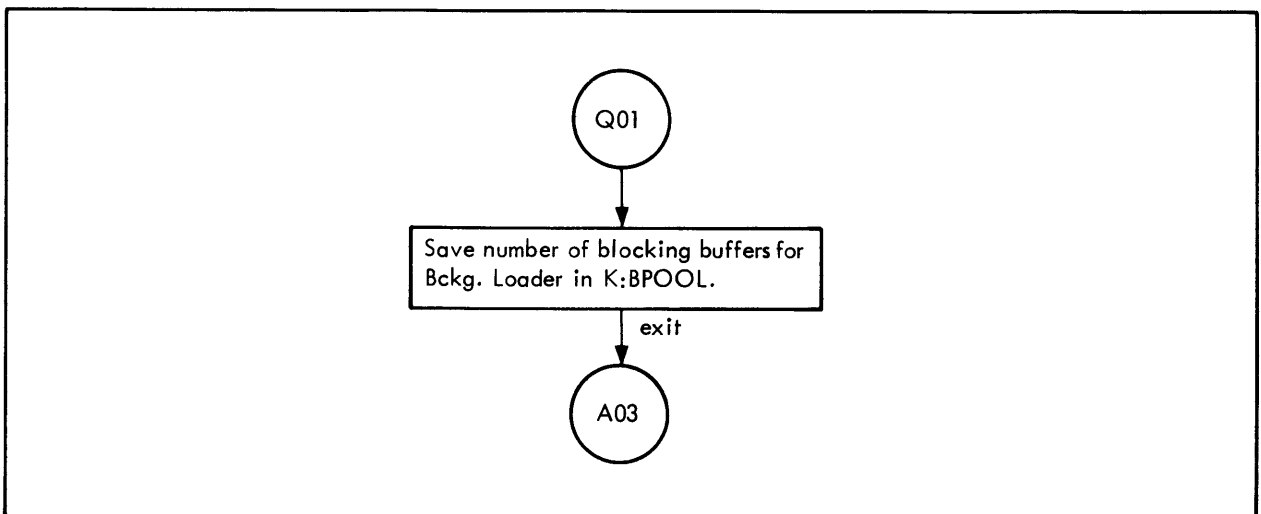 Q01
Save number of blocking buffers for
Bckg. Loader in K:BPOOL.
exit
A03